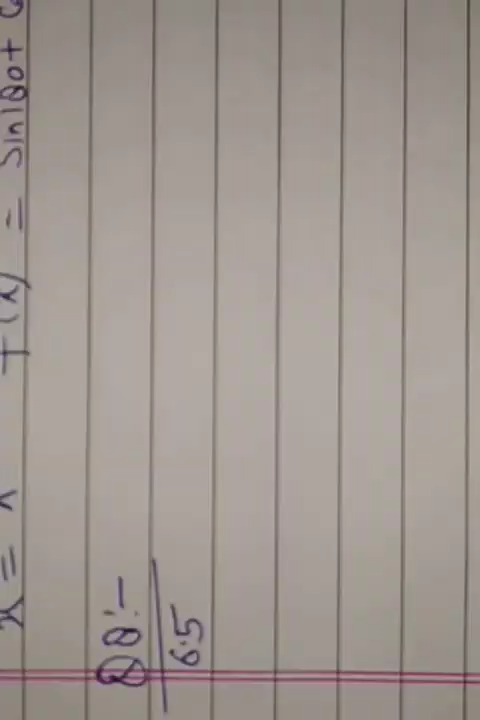 x = π f(x) = Sin180+
Q8:-
6.5